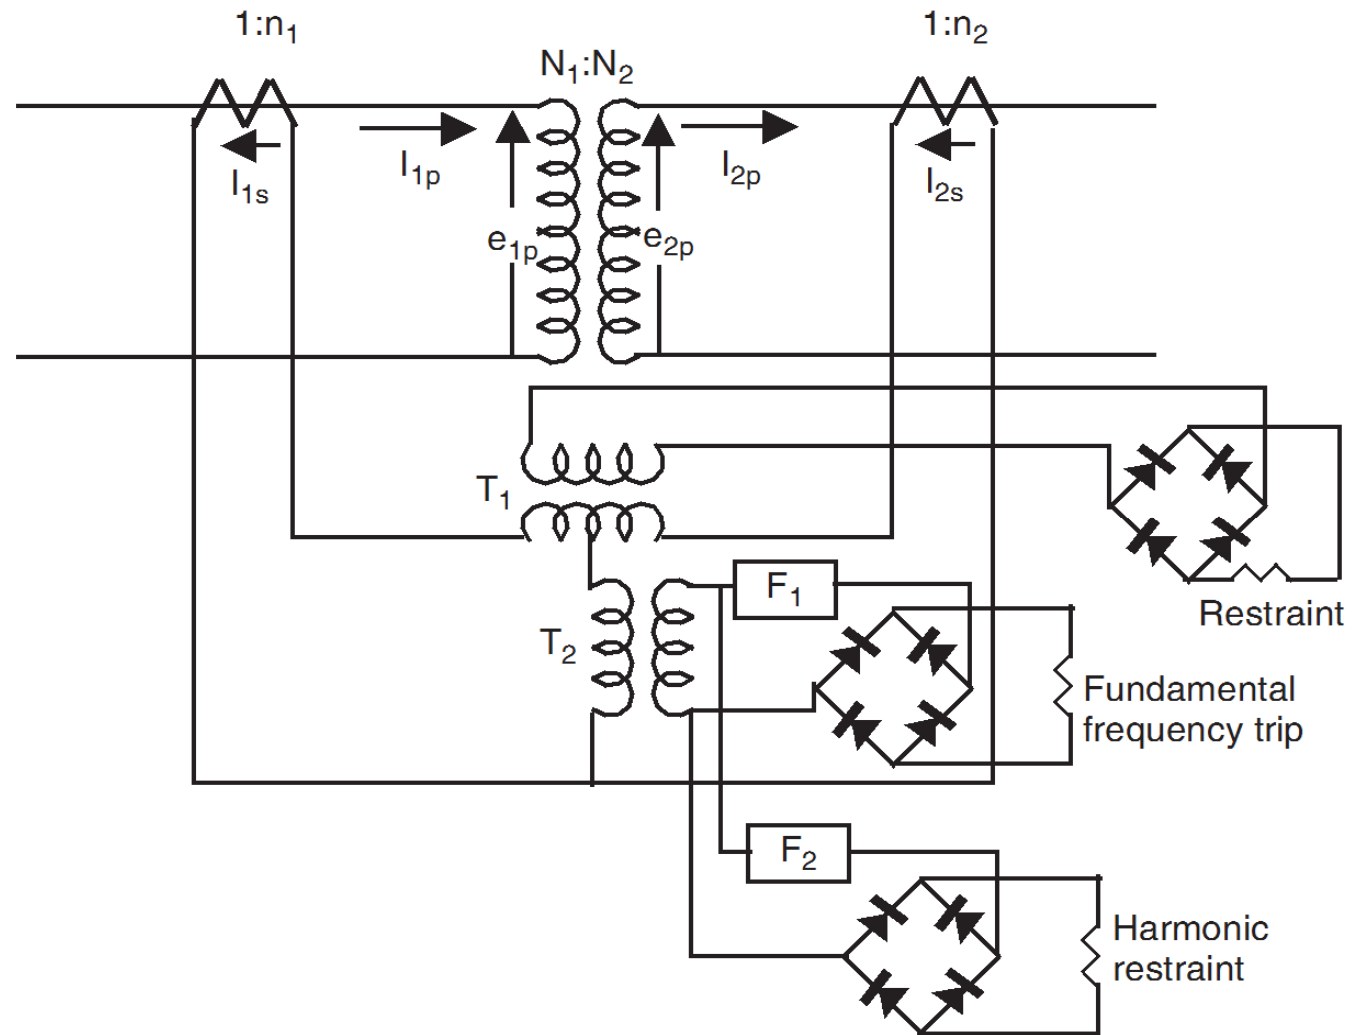 1:n₁
1:n₂
N₁:N₂
I₁ₚ
I₂ₚ
I₁ₛ
I₂ₛ
e₁ₚ
e₂ₚ
T₁
F₁
Restraint
T₂
Fundamental
frequency trip
F₂
Harmonic
restraint